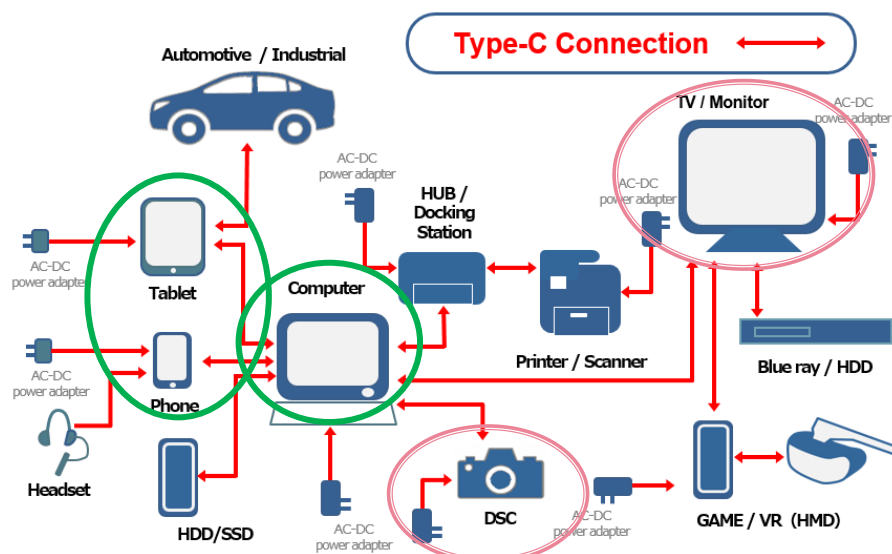 Type-C Connection
Automotive / Industrial
TV / Monitor
AC-DC
power adapter
AC-DC
power adapter
HUB /
Docking
Station
AC-DC
power adapter
AC-DC
power adapter
Tablet
Computer
Printer / Scanner
Blue ray / HDD
AC-DC
power adapter
Phone
Headset
HDD/SSD
AC-DC
power adapter
DSC
AC-DC
power adapter
GAME / VR (HMD)